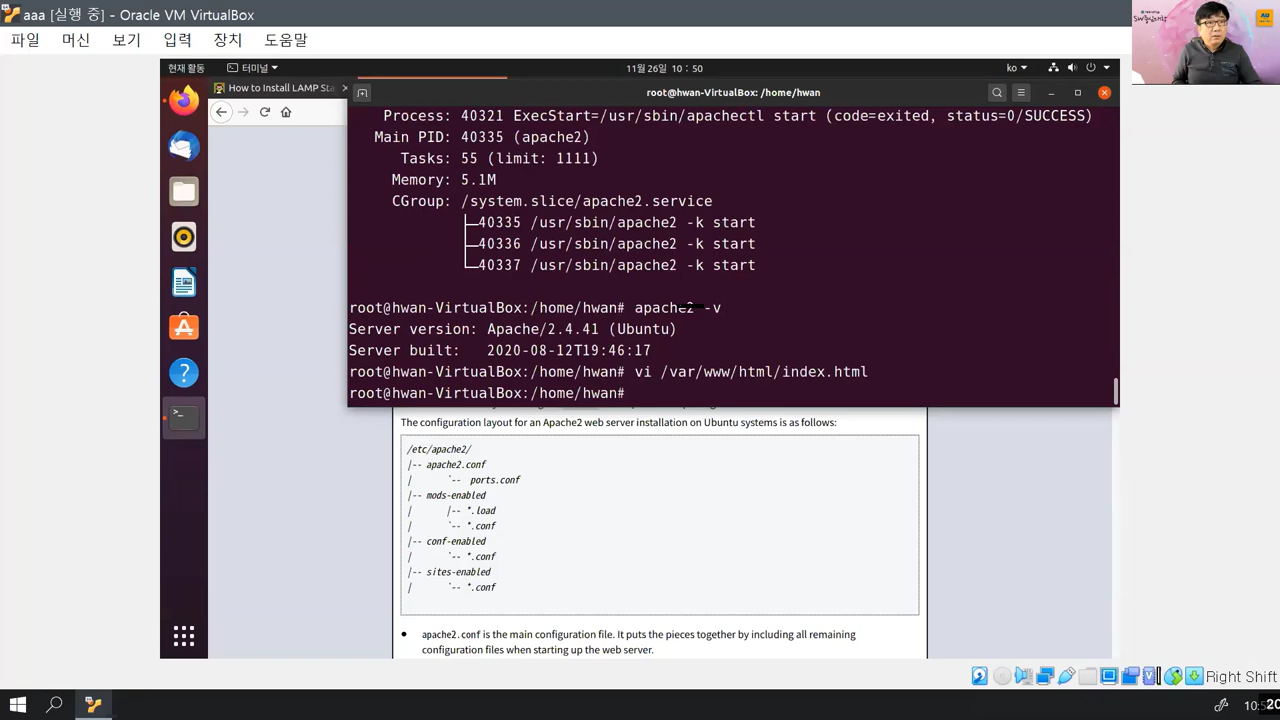 aaa [실행 중] - Oracle VM VirtualBox
파일 머신 보기 입력 장치 도움말
현재 활동 터미널 11월 26일 10 : 50 ko
How to Install LAMP Sta
root@hwan-VirtualBox: /home/hwan
Process: 40321 ExecStart=/usr/sbin/apachectl start (code=exited, status=0/SUCCESS)
Main PID: 40335 (apache2)
Tasks: 55 (limit: 1111)
Memory: 5.1M
CGroup: /system.slice/apache2.service
├─40335 /usr/sbin/apache2 -k start
├─40336 /usr/sbin/apache2 -k start
└─40337 /usr/sbin/apache2 -k start
root@hwan-VirtualBox:/home/hwan# apache2 -v
Server version: Apache/2.4.41 (Ubuntu)
Server built: 2020-08-12T19:46:17
root@hwan-VirtualBox:/home/hwan# vi /var/www/html/index.html
root@hwan-VirtualBox:/home/hwan#
The configuration layout for an Apache2 web server installation on Ubuntu systems is as follows:
/etc/apache2/
|-- apache2.conf
| `-- ports.conf
|-- mods-enabled
| |-- *.load
| `-- *.conf
|-- conf-enabled
| `-- *.conf
|-- sites-enabled
| `-- *.conf
● apache2.conf is the main configuration file. It puts the pieces together by including all remaining
configuration files when starting up the web server.
Right Shift